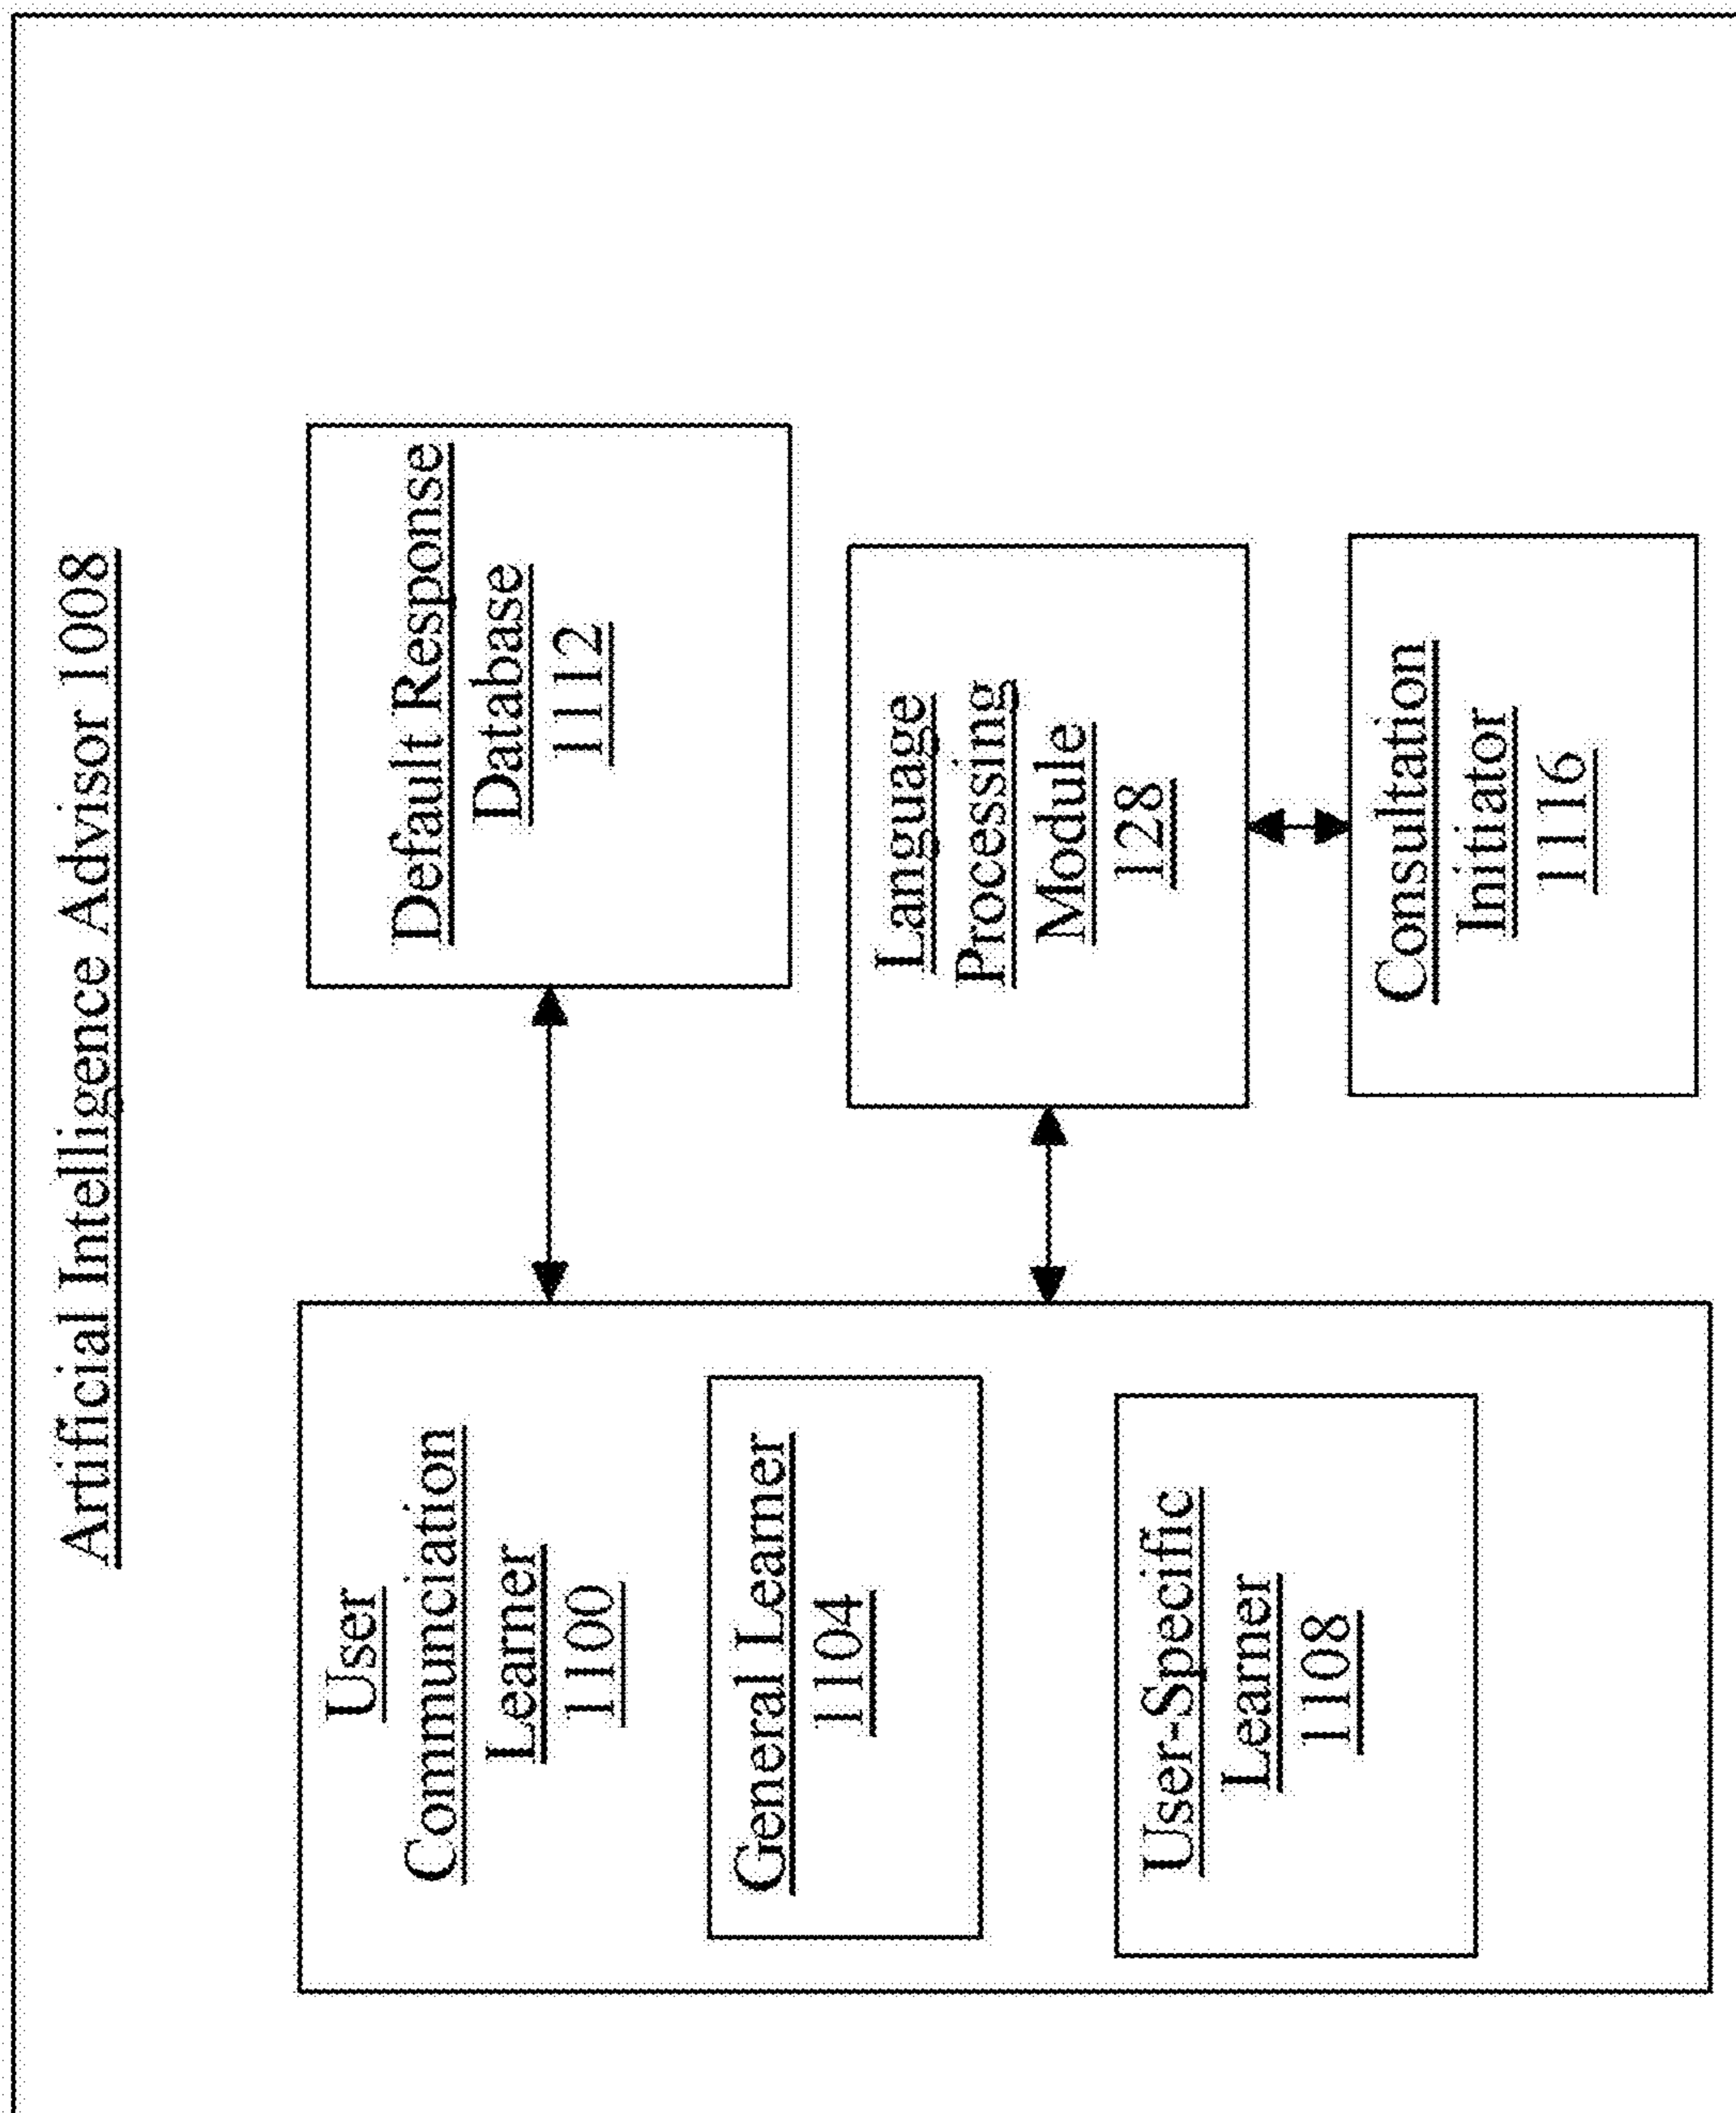 Artificial Intelligence Advisor 1008
User
Communciation
Learner
1100
General Learner
1104
User-Specific
Learner
1108
Default Response
Database
1112
Language
Processing
Module
128
Consultation
Initiator
1116